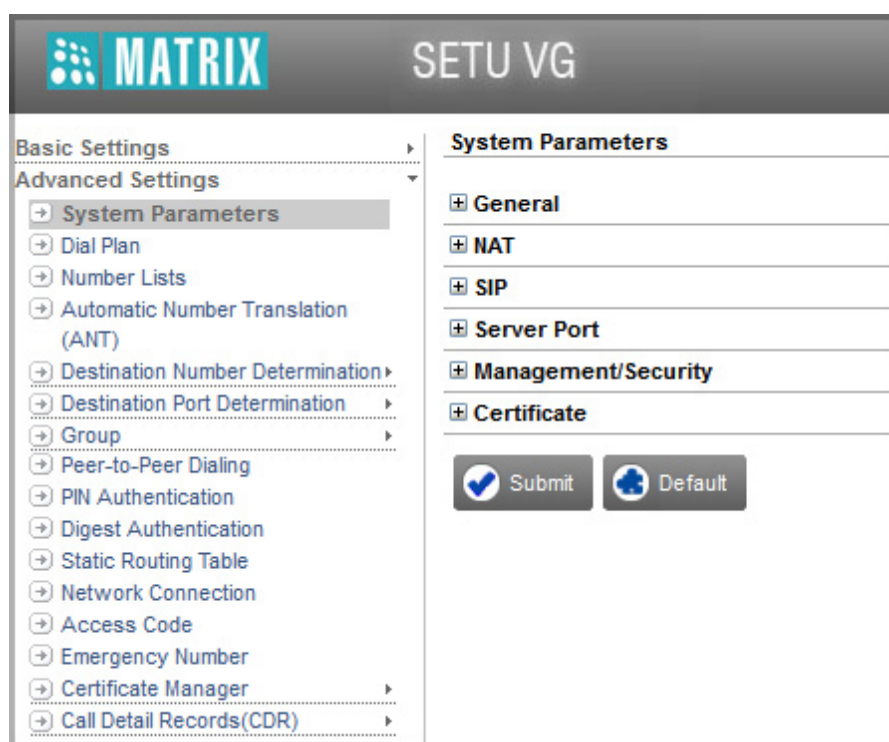 MATRIX SETU VG
Basic Settings
Advanced Settings
System Parameters
Dial Plan
Number Lists
Automatic Number Translation
(ANT)
Destination Number Determination
Destination Port Determination
Group
Peer-to-Peer Dialing
PIN Authentication
Digest Authentication
Static Routing Table
Network Connection
Access Code
Emergency Number
Certificate Manager
Call Detail Records(CDR)
System Parameters
General
NAT
SIP
Server Port
Management/Security
Certificate
Submit Default